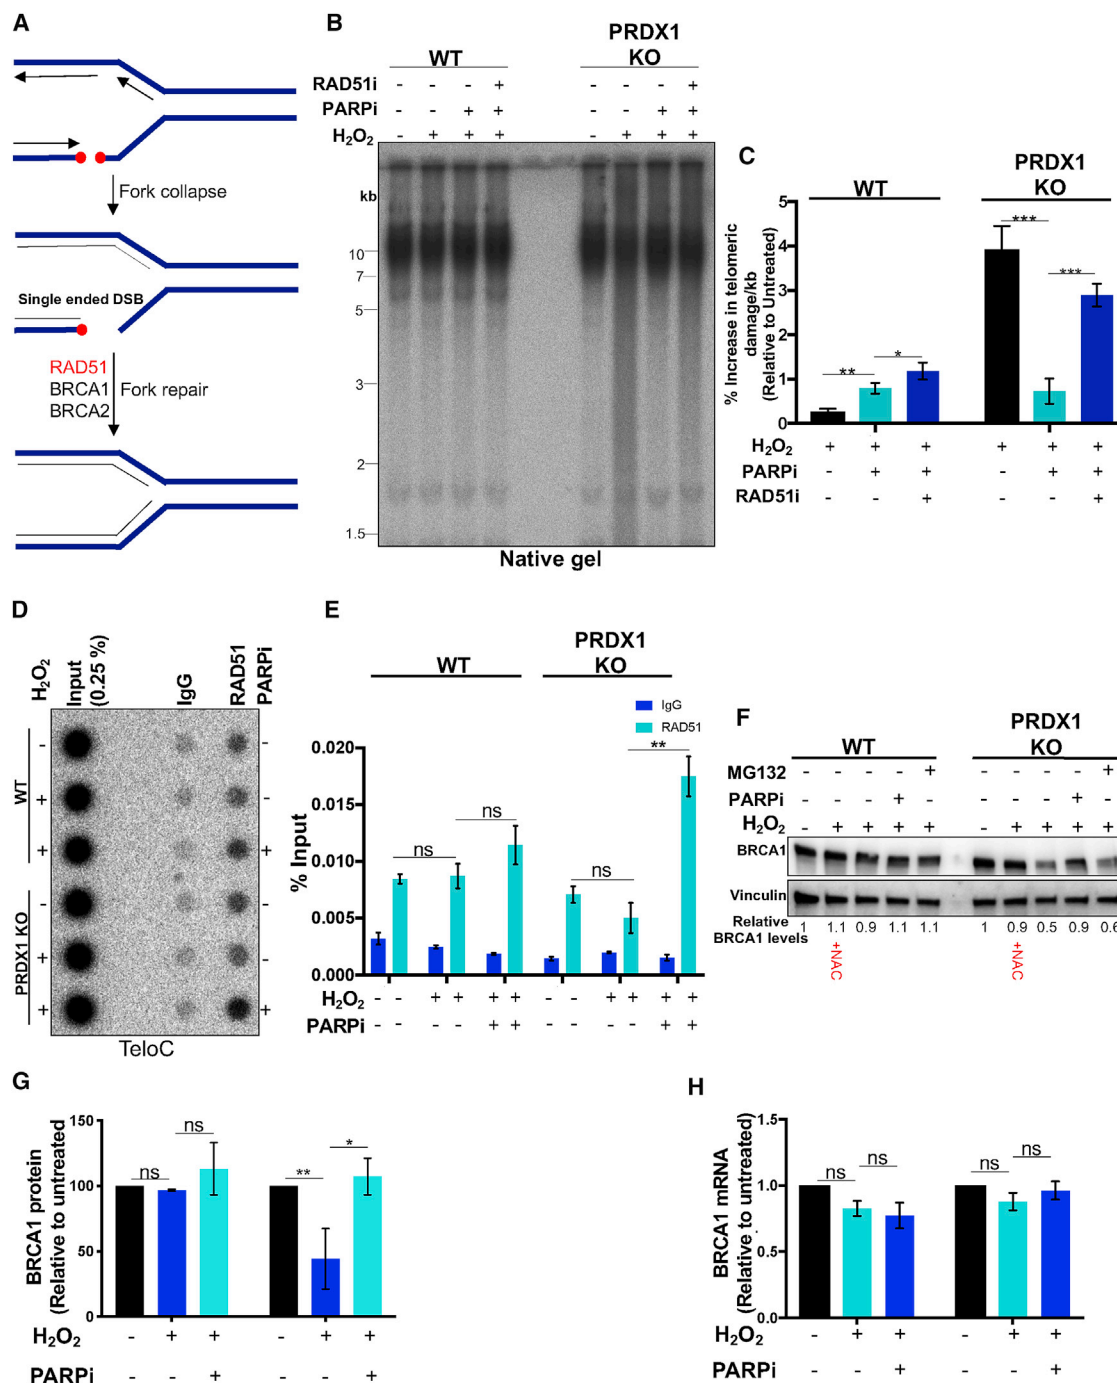 A
Fork collapse
Single ended DSB
RAD51
BRCA1
BRCA2
Fork repair
B
WT
PRDX1
KO
RAD51i - - - + - - - +
PARPi - - + + - - + +
H₂O₂ - + + + - + + +
kb
10
7
5
3
2
1.5
Native gel
C
WT
PRDX1
KO
% Increase in telomeric
damage/kb
(Relative to Untreated)
5
4
3
2
1
0
** * *** ***
H₂O₂ + + + + + +
PARPi - + + - + +
RAD51i - - + - - +
D
H₂O₂
Input
(0.25 %)
IgG
RAD51
PARPi
WT
- -
+ -
+ +
PRDX1 KO
- -
+ -
+ +
TeloC
E
WT
PRDX1
KO
IgG
RAD51
% Input
0.020
0.015
0.010
0.005
0.000
ns ns ns **
H₂O₂ - - + + + + - - + + + +
PARPi - - - - + + - - - - + +
F
WT
PRDX1
KO
MG132 - - - - + - - - - +
PARPi - - - + - - - - + -
H₂O₂ - + + + + - + + + +
BRCA1
Vinculin
Relative
BRCA1 levels
1 1.1 0.9 1.1 1.1 1 0.9 0.5 0.9 0.6
+NAC +NAC
G
BRCA1 protein
(Relative to untreated)
150
100
50
0
ns ns ** *
H₂O₂ - + + - + +
PARPi - - + - - +
H
BRCA1 mRNA
(Relative to untreated)
1.5
1.0
0.5
0.0
ns ns ns ns
H₂O₂ - + + - + +
PARPi - - + - - +